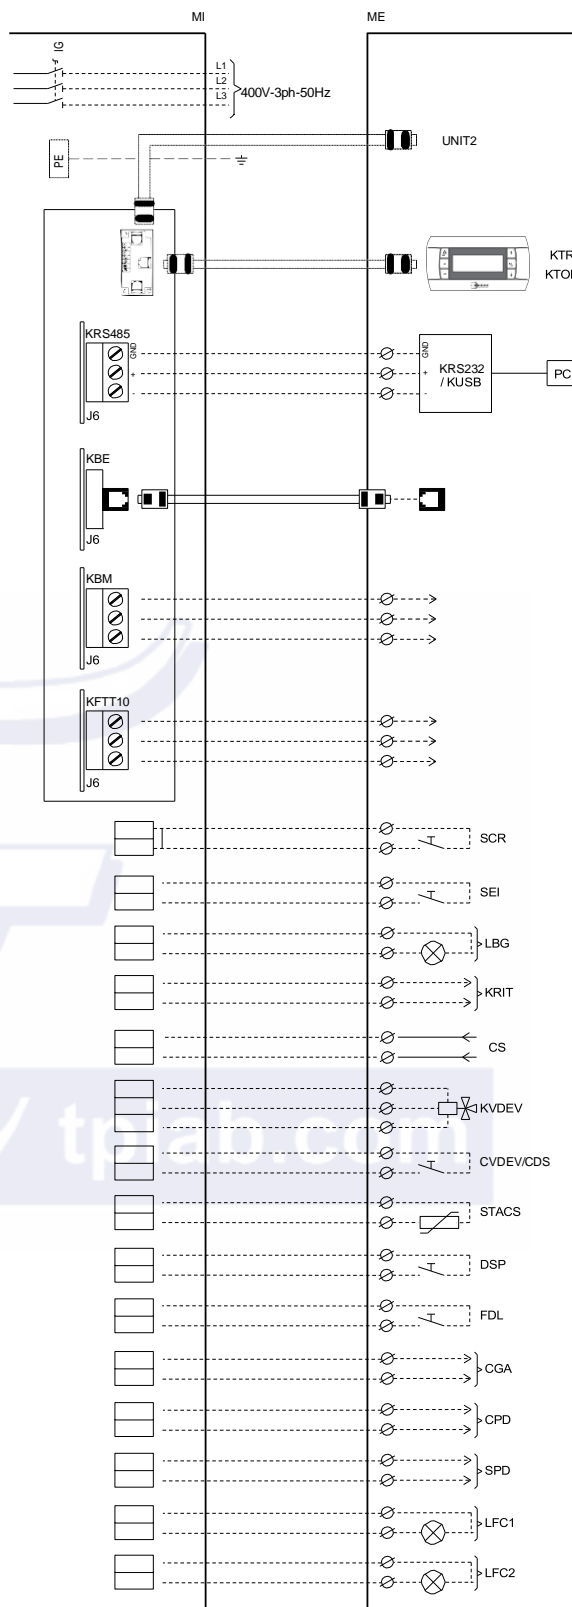 MI ME
IG
L1
L2
L3
400V-3ph-50Hz
UNIT2
PE
KTR
KRS485
GND
+
-
J6
GND
+
-
KRS232
/ KUSB
PC
KBE
J6
KBM
J6
KFTT10
J6
SCR
SEI
LBG
KRIT
CS
KVDEV
tplab.com
CVDEV/CDS
STACS
DSP
FDL
CGA
CPD
SPD
LFC1
LFC2